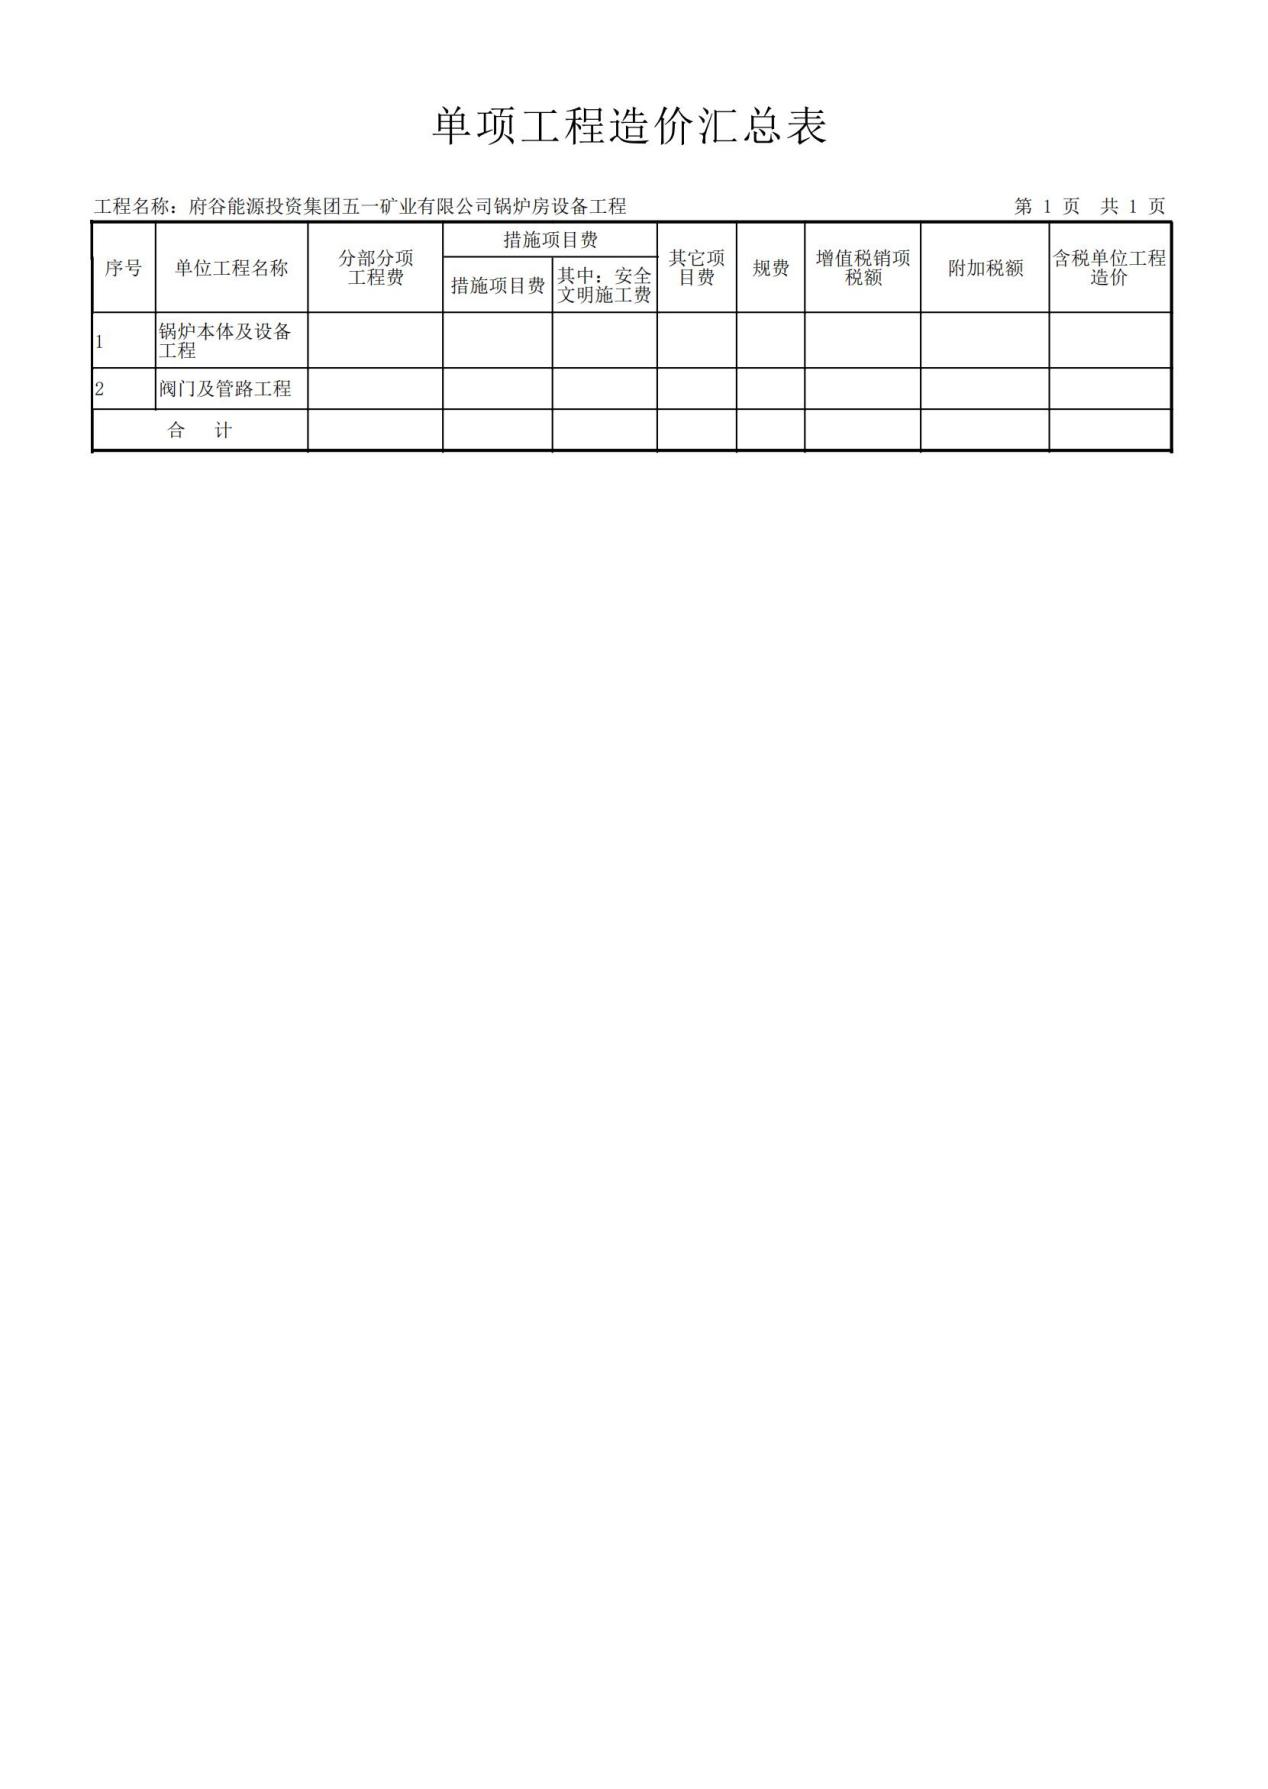 单项工程造价汇总表
工程名称：府谷能源投资集团五一矿业有限公司锅炉房设备工程 第 1 页 共 1 页
序号
单位工程名称
分部分项
工程费
措施项目费
措施项目费
其中：安全
文明施工费
其它项
目费
规费
增值税销项
税额
附加税额
含税单位工程
造价
1
锅炉本体及设备
工程
2
阀门及管路工程
合 计